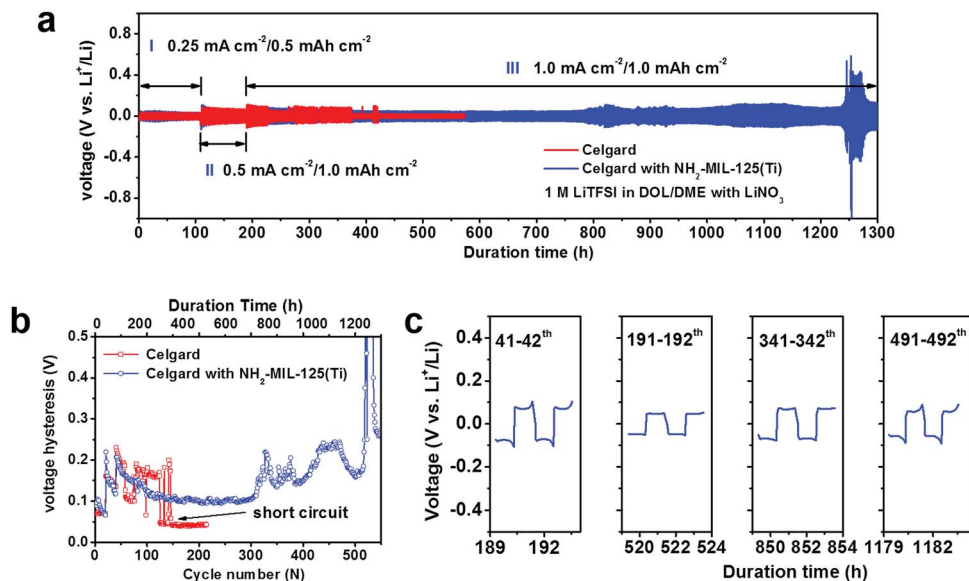 a
I 0.25 mA cm⁻²/0.5 mAh cm⁻²
III 1.0 mA cm⁻²/1.0 mAh cm⁻²
II 0.5 mA cm⁻²/1.0 mAh cm⁻²
Celgard
Celgard with NH₂-MIL-125(Ti)
1 M LiTFSI in DOL/DME with LiNO₃
voltage (V vs. Li⁺/Li)
0.8
0.4
0.0
-0.4
-0.8
0 100 200 300 400 500 600 700 800 900 1000 1100 1200 1300
Duration time (h)
b
Duration Time (h)
0 200 400 600 800 1000 1200
Celgard
Celgard with NH₂-MIL-125(Ti)
short circuit
voltage hysteresis (V)
0.5
0.4
0.3
0.2
0.1
0.0
0 100 200 300 400 500
Cycle number (N)
c
41-42ᵗʰ
191-192ᵗʰ
341-342ᵗʰ
491-492ᵗʰ
Voltage (V vs. Li⁺/Li)
0.4
0.2
0.0
-0.2
-0.4
189 192
520 522 524
850 852 854
1179 1182
Duration time (h)